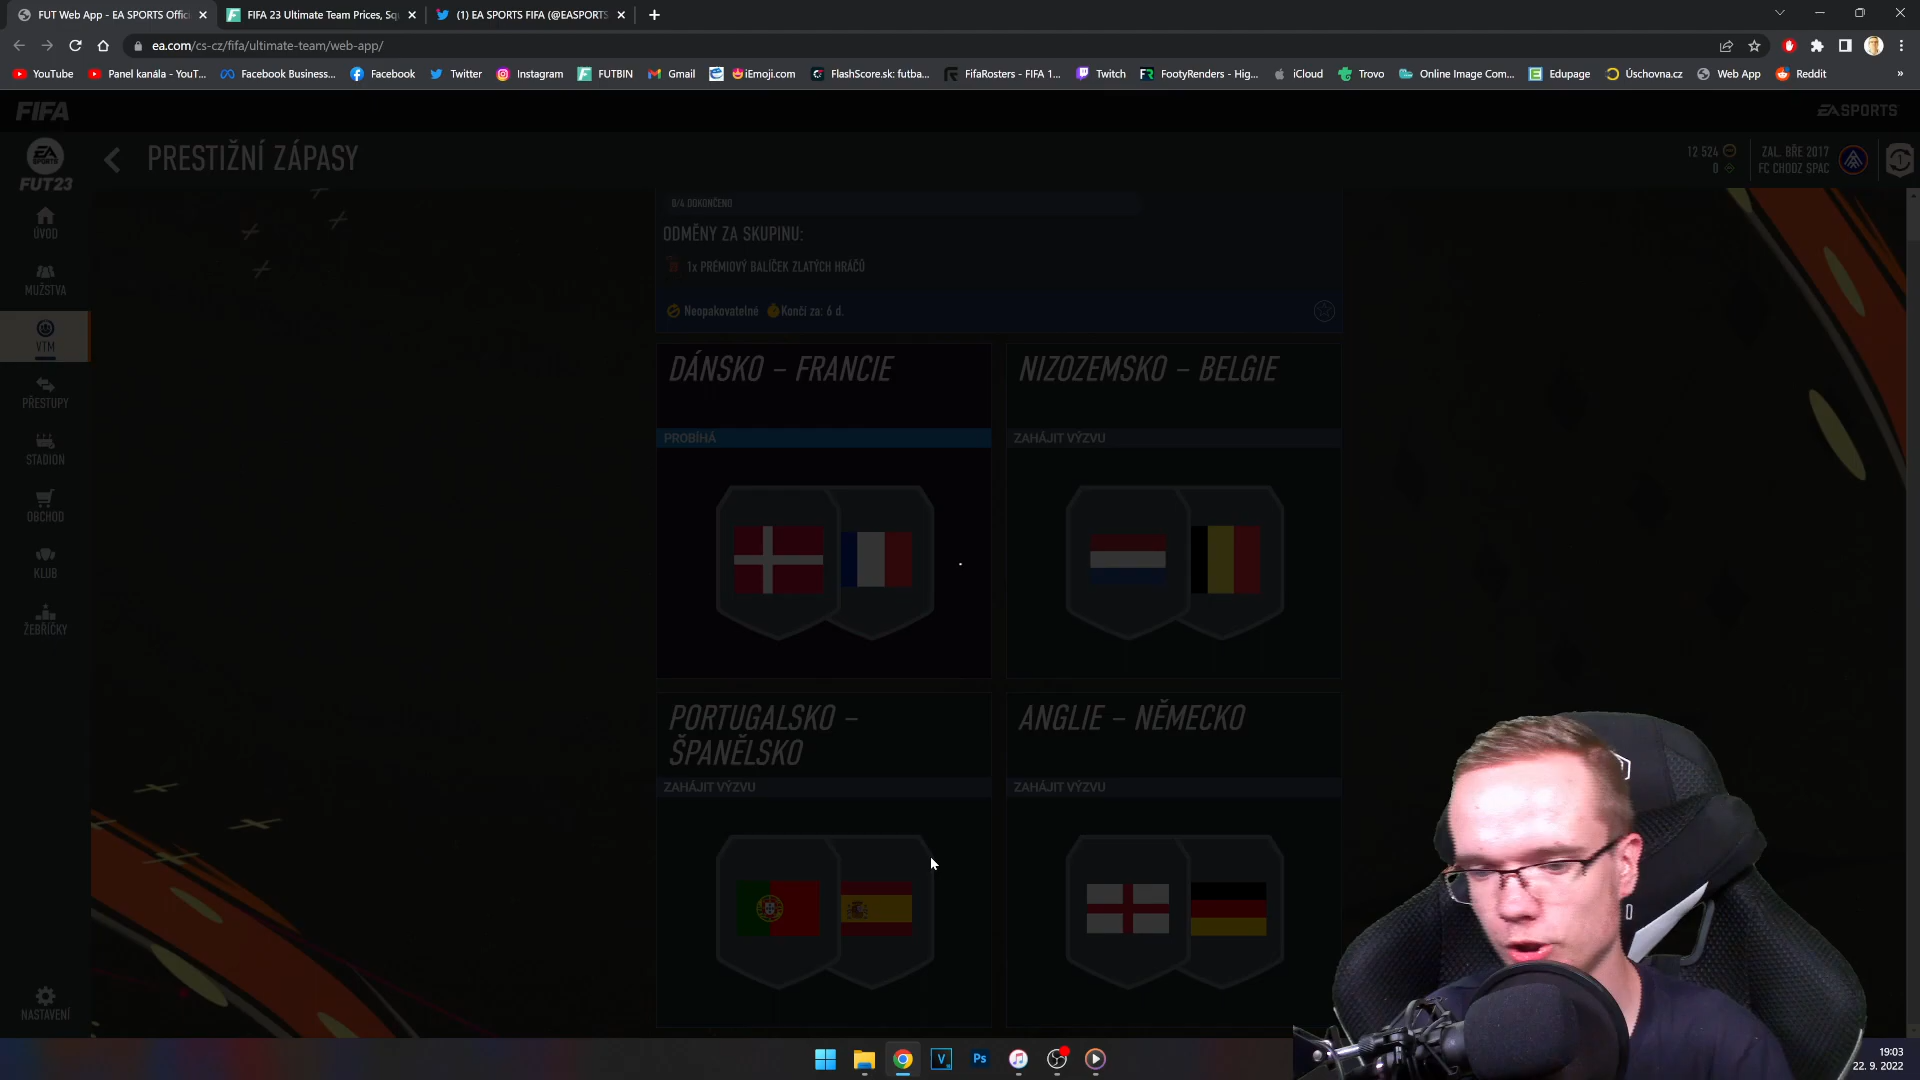 FUT Web App - EA SPORTS Offici
FIFA 23 Ultimate Team Prices, Squ
(1) EA SPORTS FIFA (@EASPORTS
ea.com/cs-cz/fifa/ultimate-team/web-app/
YouTube
Panel kanála - YouT...
Facebook Business...
Facebook
Twitter
Instagram
FUTBIN
Gmail
iEmoji.com
FlashScore.sk: futba...
FifaRosters - FIFA 1...
Twitch
FootyRenders - Hig...
iCloud
Trovo
Online Image Com...
Edupage
Úschovna.cz
Web App
Reddit
»
FIFA
EA SPORTS
EA SPORTS
FUT23
PRESTIŽNÍ ZÁPASY
12 524
0
ZAL. BŘE 2017
FC CHODZ SPAC
ÚVOD
MUŽSTVA
VTM
PŘESTUPY
STADION
OBCHOD
KLUB
ŽEBŘÍČKY
NASTAVENÍ
0/4 DOKONČENO
ODMĚNY ZA SKUPINU:
1x PRÉMIOVÝ BALÍČEK ZLATÝCH HRÁČŮ
Neopakovatelné
Končí za: 6 d.
DÁNSKO – FRANCIE
PROBÍHÁ
NIZOZEMSKO – BELGIE
ZAHÁJIT VÝZVU
PORTUGALSKO –
ŠPANĚLSKO
ZAHÁJIT VÝZVU
ANGLIE – NĚMECKO
ZAHÁJIT VÝZVU
V
Ps
19:03
22. 9. 2022